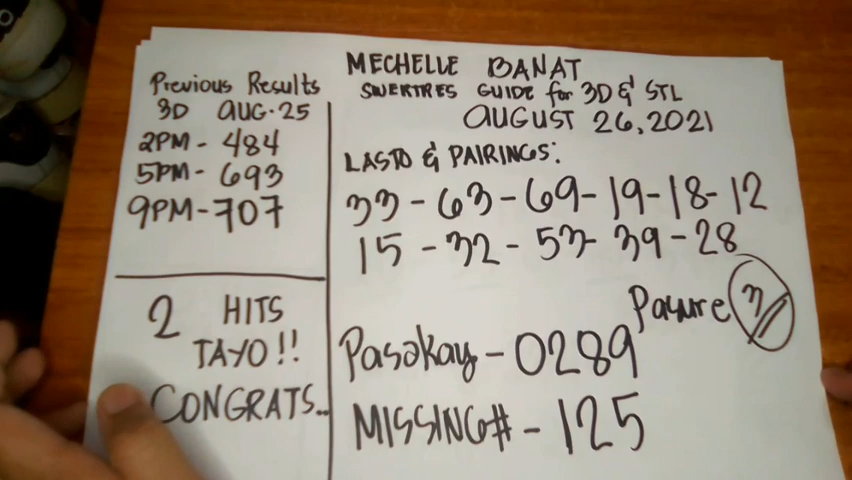 Previous Results
3D AUG. 25
2PM - 484
5PM - 693
9PM - 707
2 HITS
TAYO!!
CONGRATS..
MECHELLE BANAT
SWERTRES GUIDE for 3D & STL
AUGUST 26, 2021
LASTO & PAIRINGS:
33 - 63 - 69 - 19 - 18 - 12
15 - 32 - 53 - 39 - 28
Pasakay - 0289
MISSING# - 125